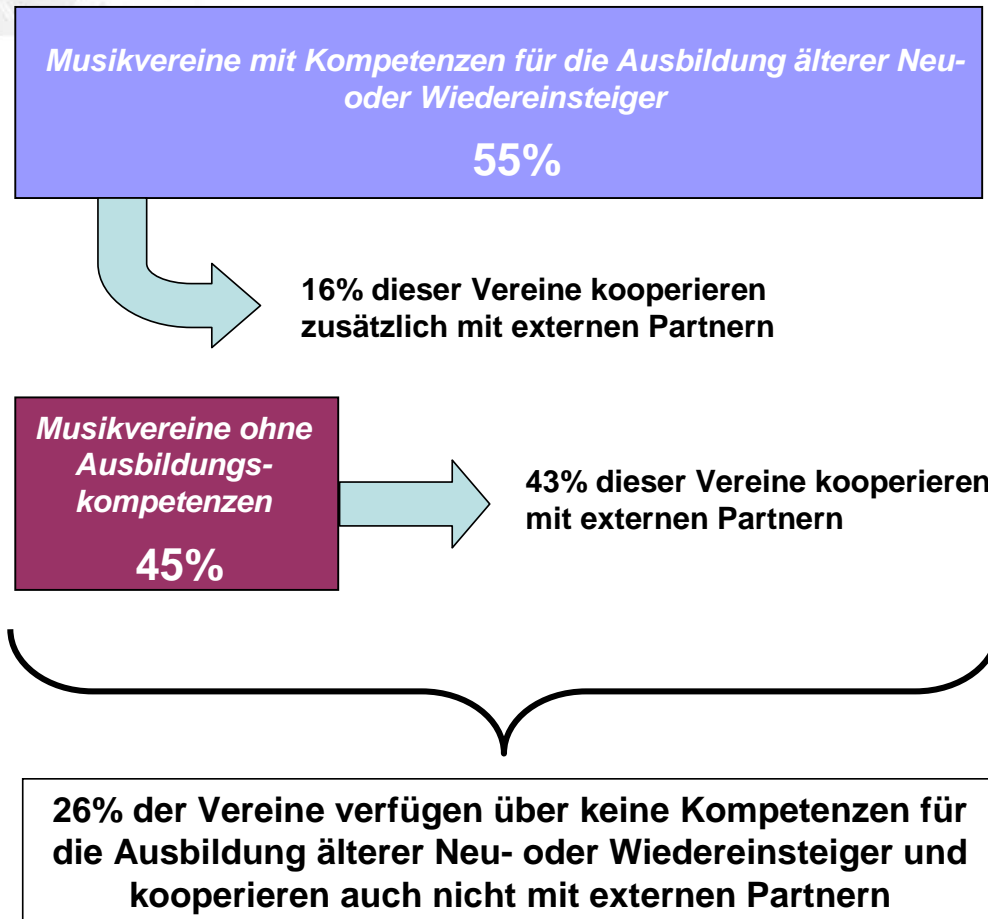 Musikvereine mit Kompetenzen für die Ausbildung älterer Neu-
oder Wiedereinsteiger
55%
16% dieser Vereine kooperieren
zusätzlich mit externen Partnern
Musikvereine ohne
Ausbildungs-
kompetenzen
45%
43% dieser Vereine kooperieren
mit externen Partnern
26% der Vereine verfügen über keine Kompetenzen für
die Ausbildung älterer Neu- oder Wiedereinsteiger und
kooperieren auch nicht mit externen Partnern